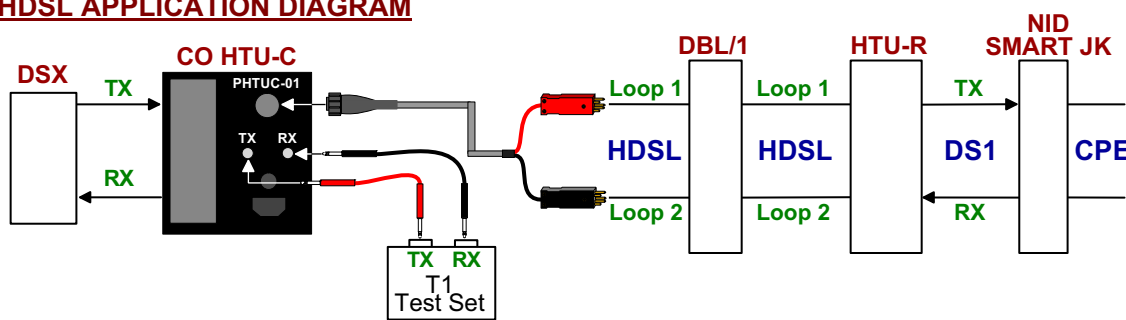 HDSL APPLICATION DIAGRAM
DSX
TX
RX
CO HTU-C
PHTUC-01
TX RX
TX RX
T1
Test Set
Loop 1
HDSL
Loop 2
DBL/1
Loop 1
HDSL
Loop 2
HTU-R
TX
DS1
RX
NID
SMART JK
CPE